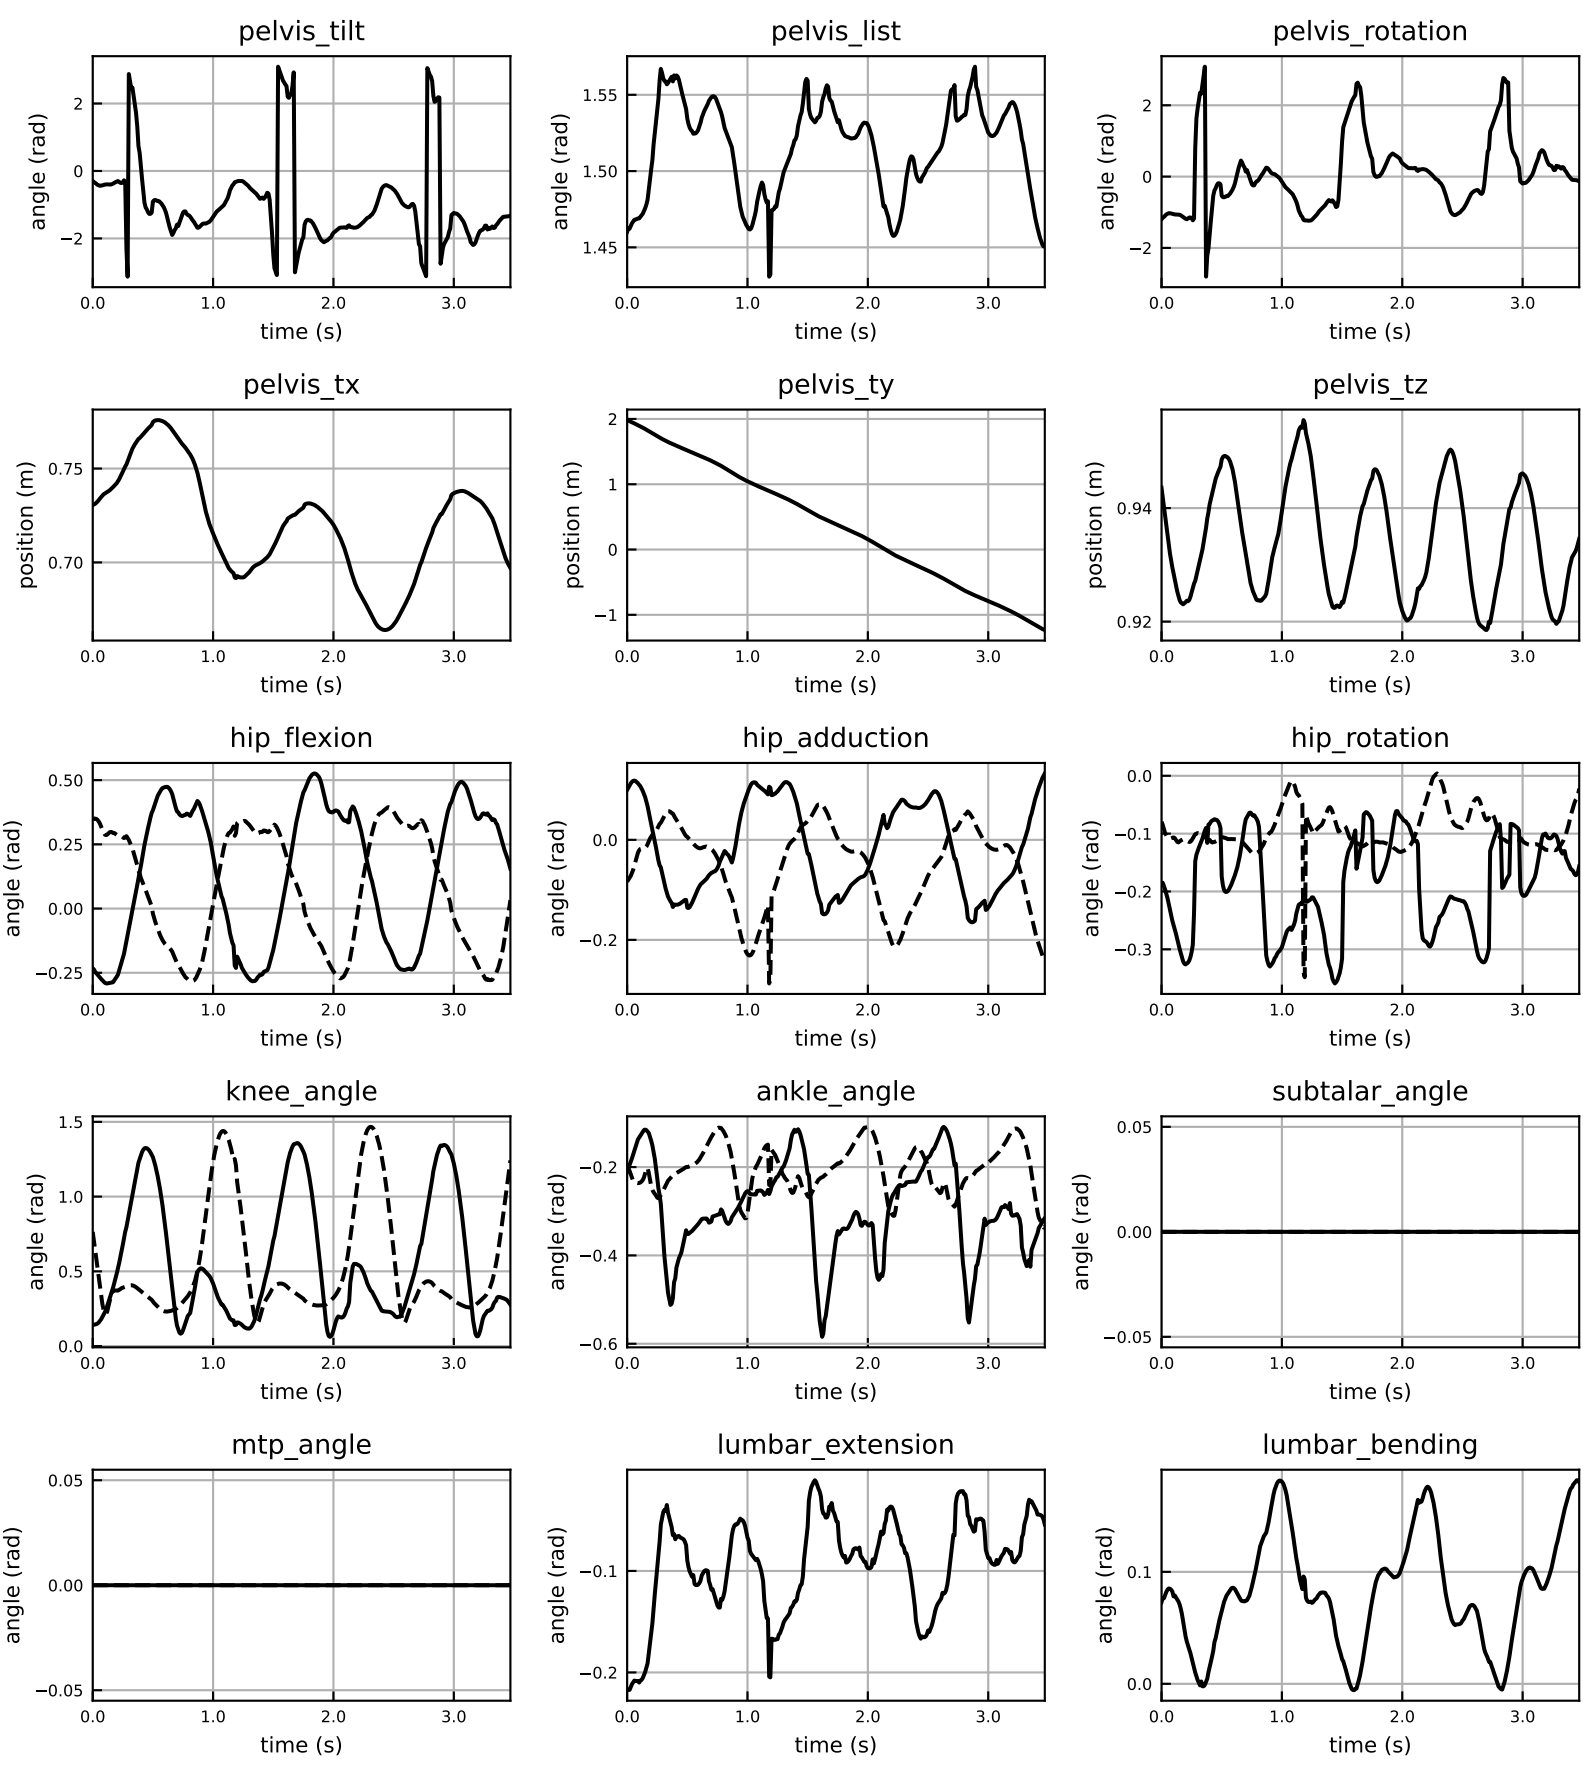 pelvis_tilt
angle (rad)
2
0
−2
0.0 1.0 2.0 3.0
time (s)
pelvis_list
angle (rad)
1.55
1.50
1.45
0.0 1.0 2.0 3.0
time (s)
pelvis_rotation
angle (rad)
2
0
−2
0.0 1.0 2.0 3.0
time (s)
pelvis_tx
position (m)
0.75
0.70
0.0 1.0 2.0 3.0
time (s)
pelvis_ty
position (m)
2
1
0
−1
0.0 1.0 2.0 3.0
time (s)
pelvis_tz
position (m)
0.94
0.92
0.0 1.0 2.0 3.0
time (s)
hip_flexion
angle (rad)
0.50
0.25
0.00
−0.25
0.0 1.0 2.0 3.0
time (s)
hip_adduction
angle (rad)
0.0
−0.2
0.0 1.0 2.0 3.0
time (s)
hip_rotation
angle (rad)
0.0
−0.1
−0.2
−0.3
0.0 1.0 2.0 3.0
time (s)
knee_angle
angle (rad)
1.5
1.0
0.5
0.0
0.0 1.0 2.0 3.0
time (s)
ankle_angle
angle (rad)
−0.2
−0.4
−0.6
0.0 1.0 2.0 3.0
time (s)
subtalar_angle
angle (rad)
0.05
0.00
−0.05
0.0 1.0 2.0 3.0
time (s)
mtp_angle
angle (rad)
0.05
0.00
−0.05
0.0 1.0 2.0 3.0
time (s)
lumbar_extension
angle (rad)
−0.1
−0.2
0.0 1.0 2.0 3.0
time (s)
lumbar_bending
angle (rad)
0.1
0.0
0.0 1.0 2.0 3.0
time (s)